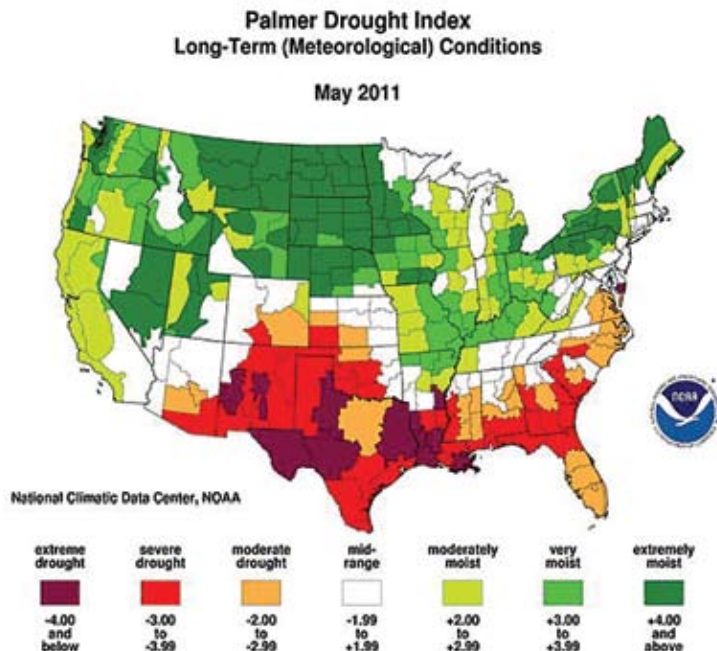 Palmer Drought Index
Long-Term (Meteorological) Conditions
May 2011
noaa
National Climatic Data Center, NOAA
extreme drought
severe drought
moderate drought
mid-range
moderately moist
very moist
extremely moist
-4.00 and below
-3.00 to -3.99
-2.00 to -2.99
-1.99 to +1.99
+2.00 to +2.99
+3.00 to +3.99
+4.00 and above